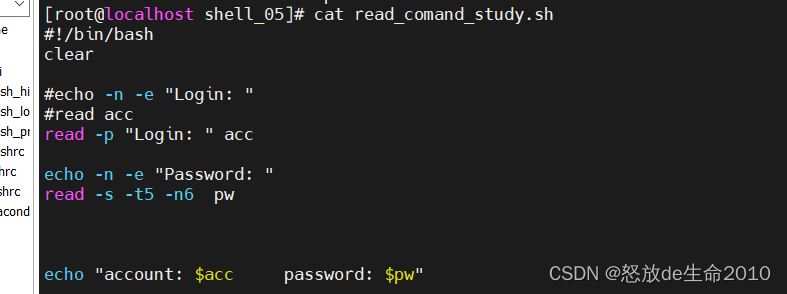 [root@localhost shell_05]# cat read_comand_study.sh
#!/bin/bash
clear
#echo -n -e "Login: "
#read acc
read -p "Login: " acc
echo -n -e "Password: "
read -s -t5 -n6  pw
echo "account: $acc     password: $pw"
CSDN @怒放de生命2010
e
i
sh_hi
sh_lo
sh_pr
shrc
hrc
shrc
acond